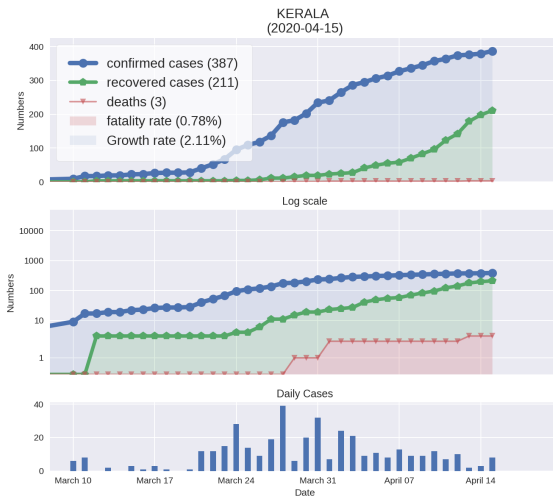 KERALA
(2020-04-15)
400
300
200
100
0
Numbers
confirmed cases (387)
recovered cases (211)
deaths (3)
fatality rate (0.78%)
Growth rate (2.11%)
Log scale
10000
1000
100
10
1
Numbers
Daily Cases
40
20
0
March 10 March 17 March 24 March 31 April 07 April 14
Date